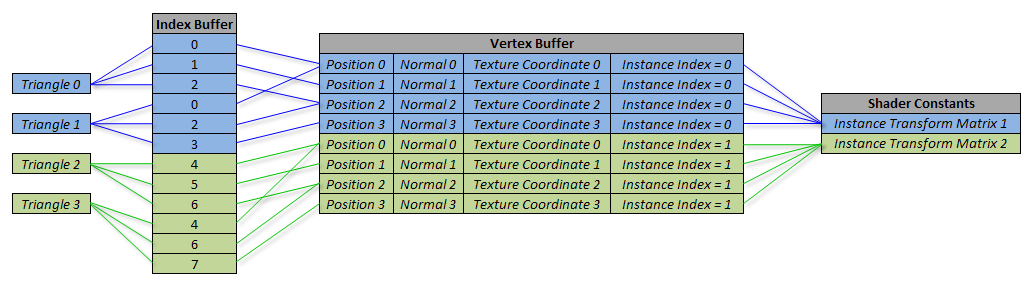 Index Buffer
0
1
2
0
2
3
4
5
6
4
6
7
Triangle 0
Triangle 1
Triangle 2
Triangle 3
Vertex Buffer
Position 0 Normal 0 Texture Coordinate 0 Instance Index = 0
Position 1 Normal 1 Texture Coordinate 1 Instance Index = 0
Position 2 Normal 2 Texture Coordinate 2 Instance Index = 0
Position 3 Normal 3 Texture Coordinate 3 Instance Index = 0
Position 0 Normal 0 Texture Coordinate 0 Instance Index = 1
Position 1 Normal 1 Texture Coordinate 1 Instance Index = 1
Position 2 Normal 2 Texture Coordinate 2 Instance Index = 1
Position 3 Normal 3 Texture Coordinate 3 Instance Index = 1
Shader Constants
Instance Transform Matrix 1
Instance Transform Matrix 2